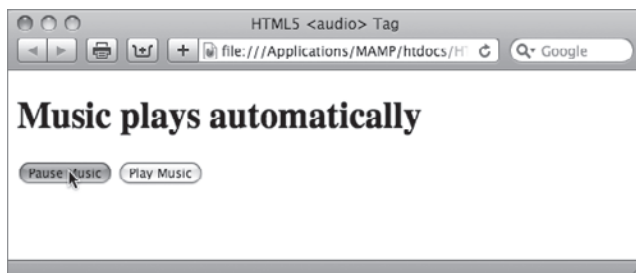 HTML5 <audio> Tag
file:///Applications/MAMP/htdocs/H
Google
Music plays automatically
Pause Music Play Music